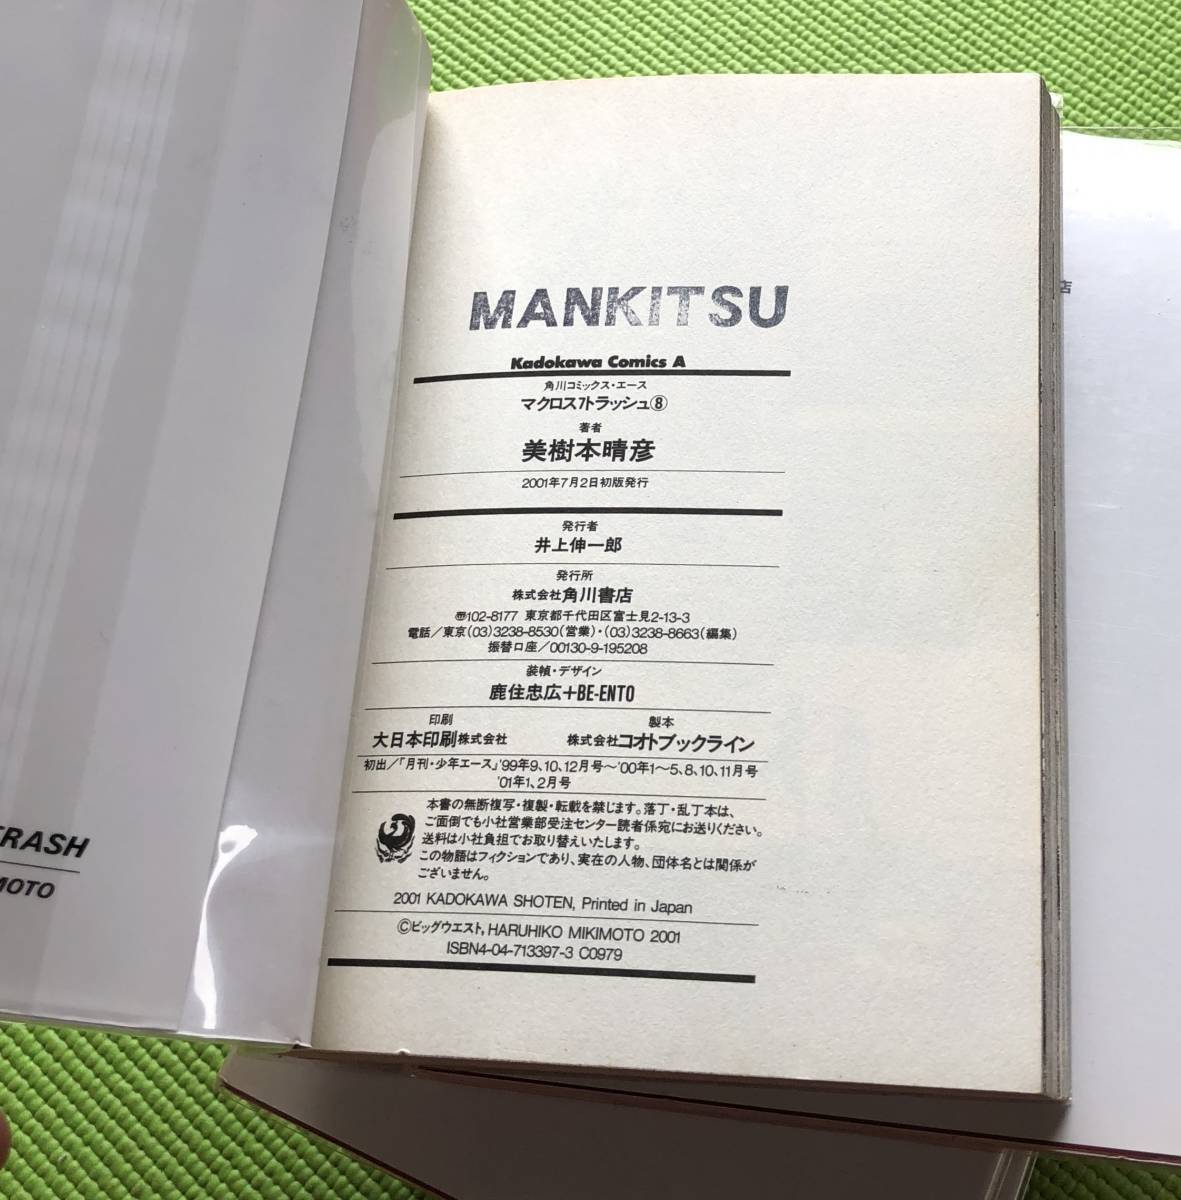 MANKITSU
Kadokawa Comics A
角川コミックス・エース
マクロス7トラッシュ⑧
著者
美樹本晴彦
2001年7月2日初版発行
発行者
井上伸一郎
発行所
株式会社角川書店
〠102-8177 東京都千代田区富士見2-13-3
電話／東京(03)3238-8530(営業)・(03)3238-8663(編集)
振替口座／00130-9-195208
装幀・デザイン
鹿住忠広+BE-ENTO
印刷 製本
大日本印刷株式会社 株式会社コオトブックライン
初出／「月刊・少年エース」'99年9、10、12月号〜'00年1〜5、8、10、11月号
'01年1、2月号
本書の無断複写・複製・転載を禁じます。落丁・乱丁本は、
ご面倒でも小社営業部受注センター読者係宛にお送りください。
送料は小社負担でお取り替えいたします。
この物語はフィクションであり、実在の人物、団体名とは関係が
ございません。
2001 KADOKAWA SHOTEN, Printed in Japan
©ビッグウエスト, HARUHIKO MIKIMOTO 2001
ISBN4-04-713397-3 C0979
TRASH
MOTO
店